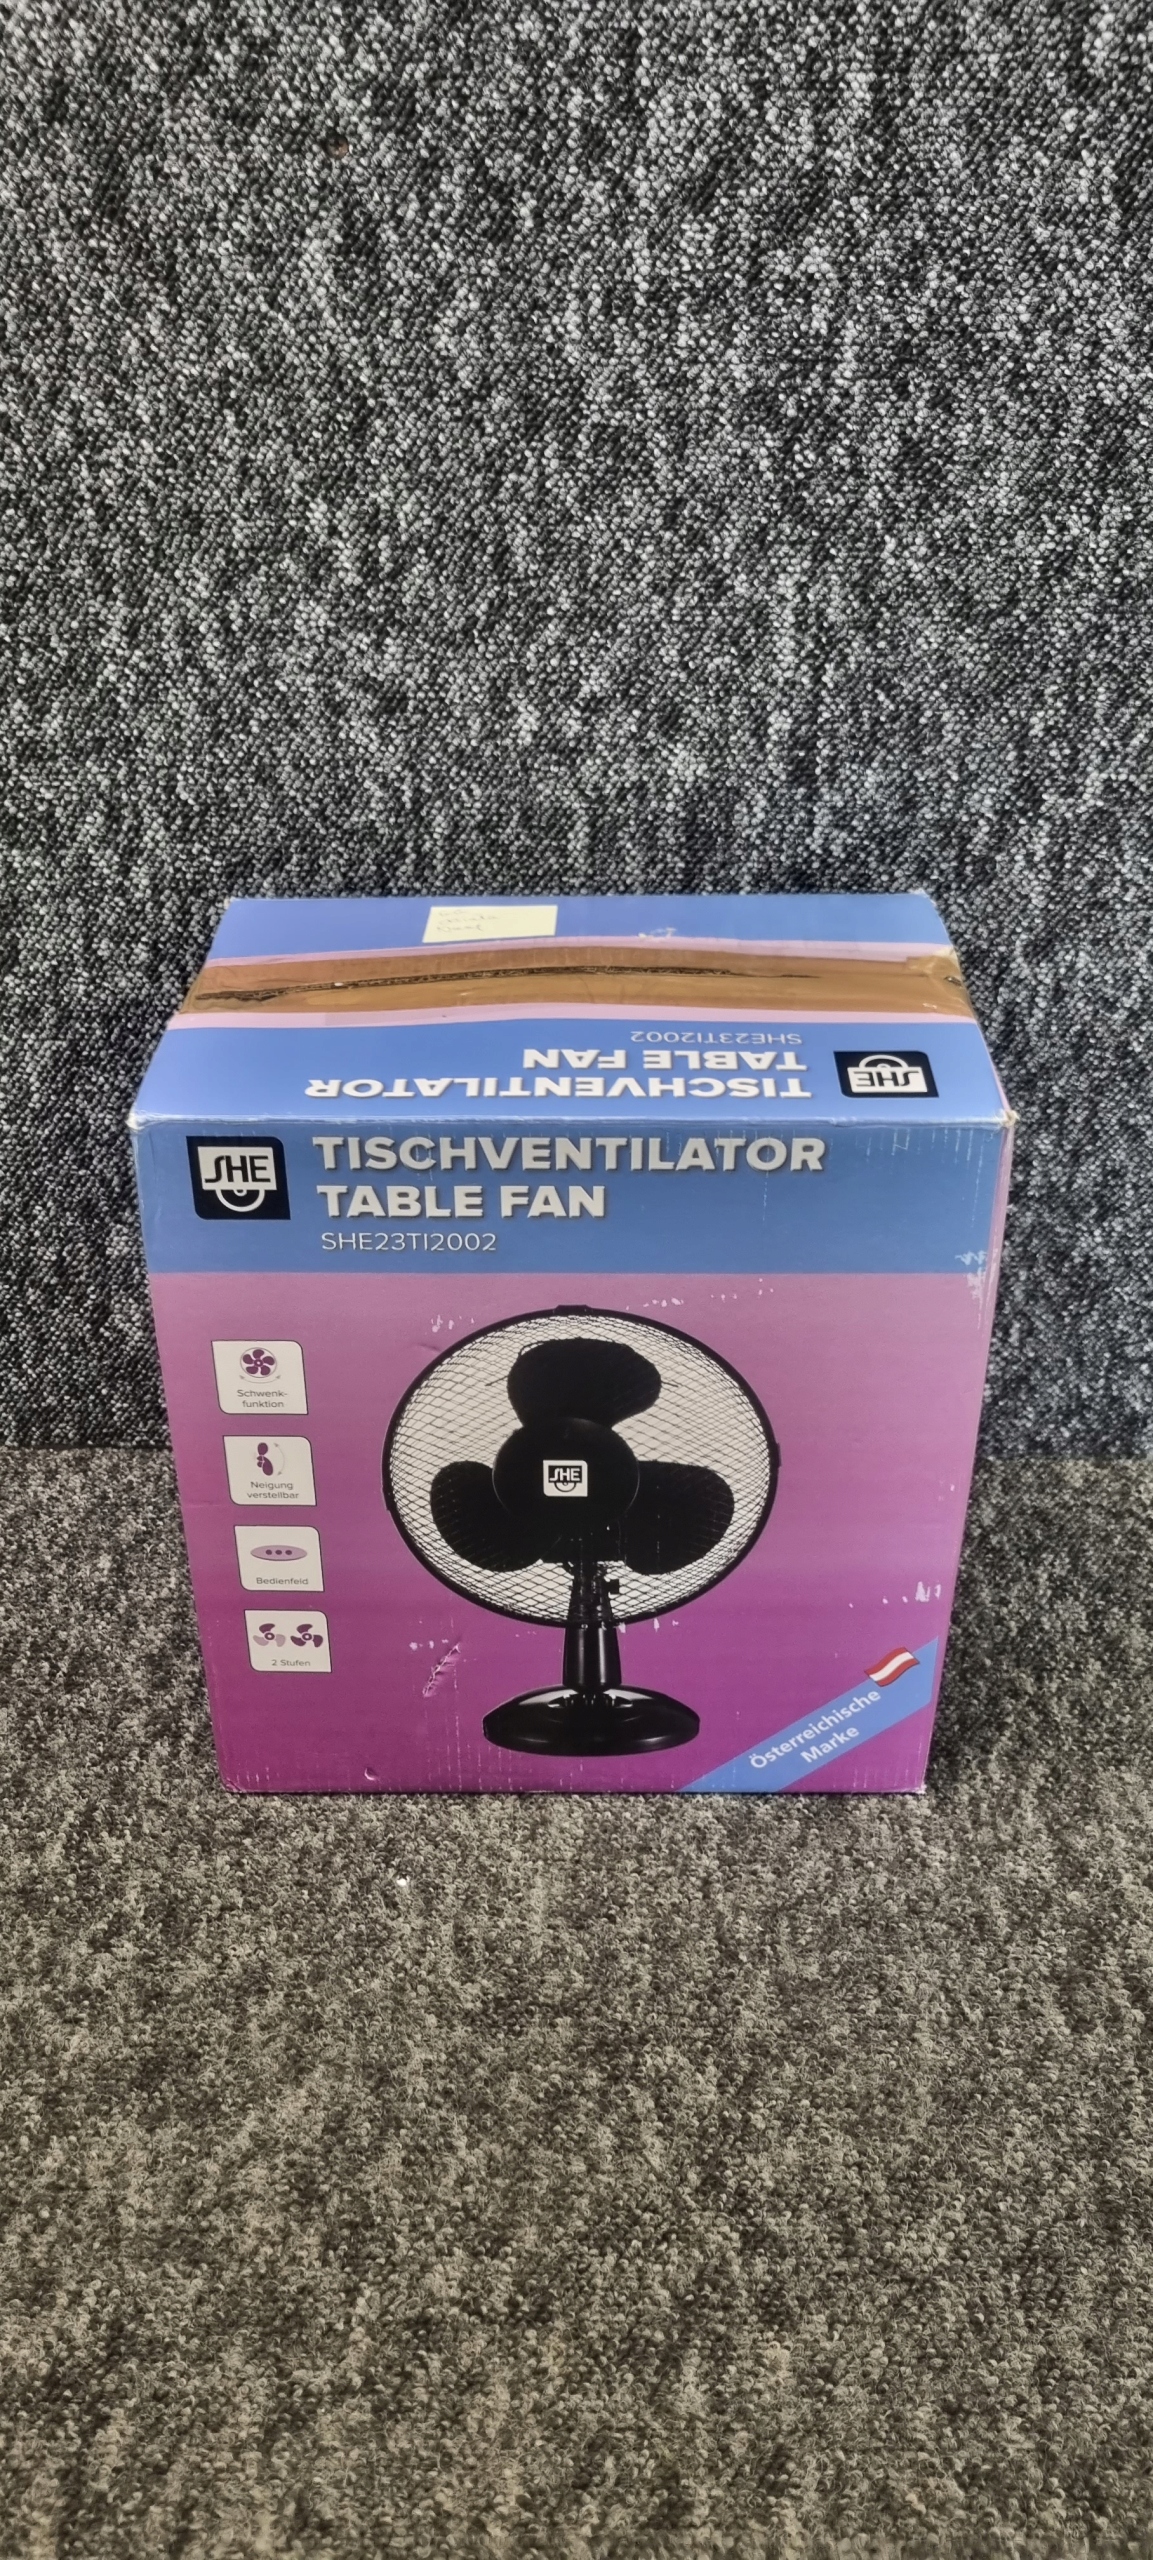 SHE23TI2002
TABLE FAN
TISCHVENTILATOR
SHE
SHE
TISCHVENTILATOR
TABLE FAN
SHE23TI2002
Schwenk-
funktion
Neigung
verstellbar
Bedienfeld
2 Stufen
SHE
Österreichische
Marke